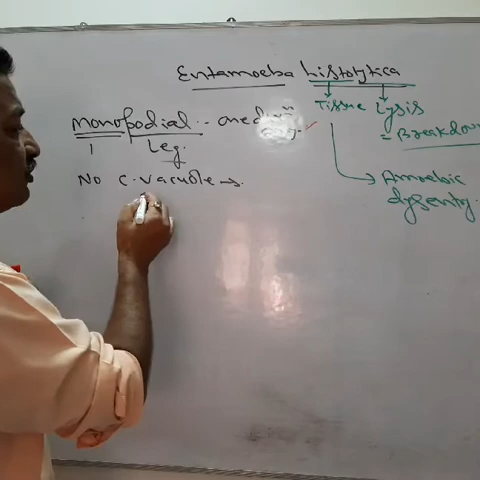 Entamoeba histolytica
Tissue Lysis
= Breakdown
Monopodial
1 Leg.
No C. vacuole →
→ Amoebic
dysentry.